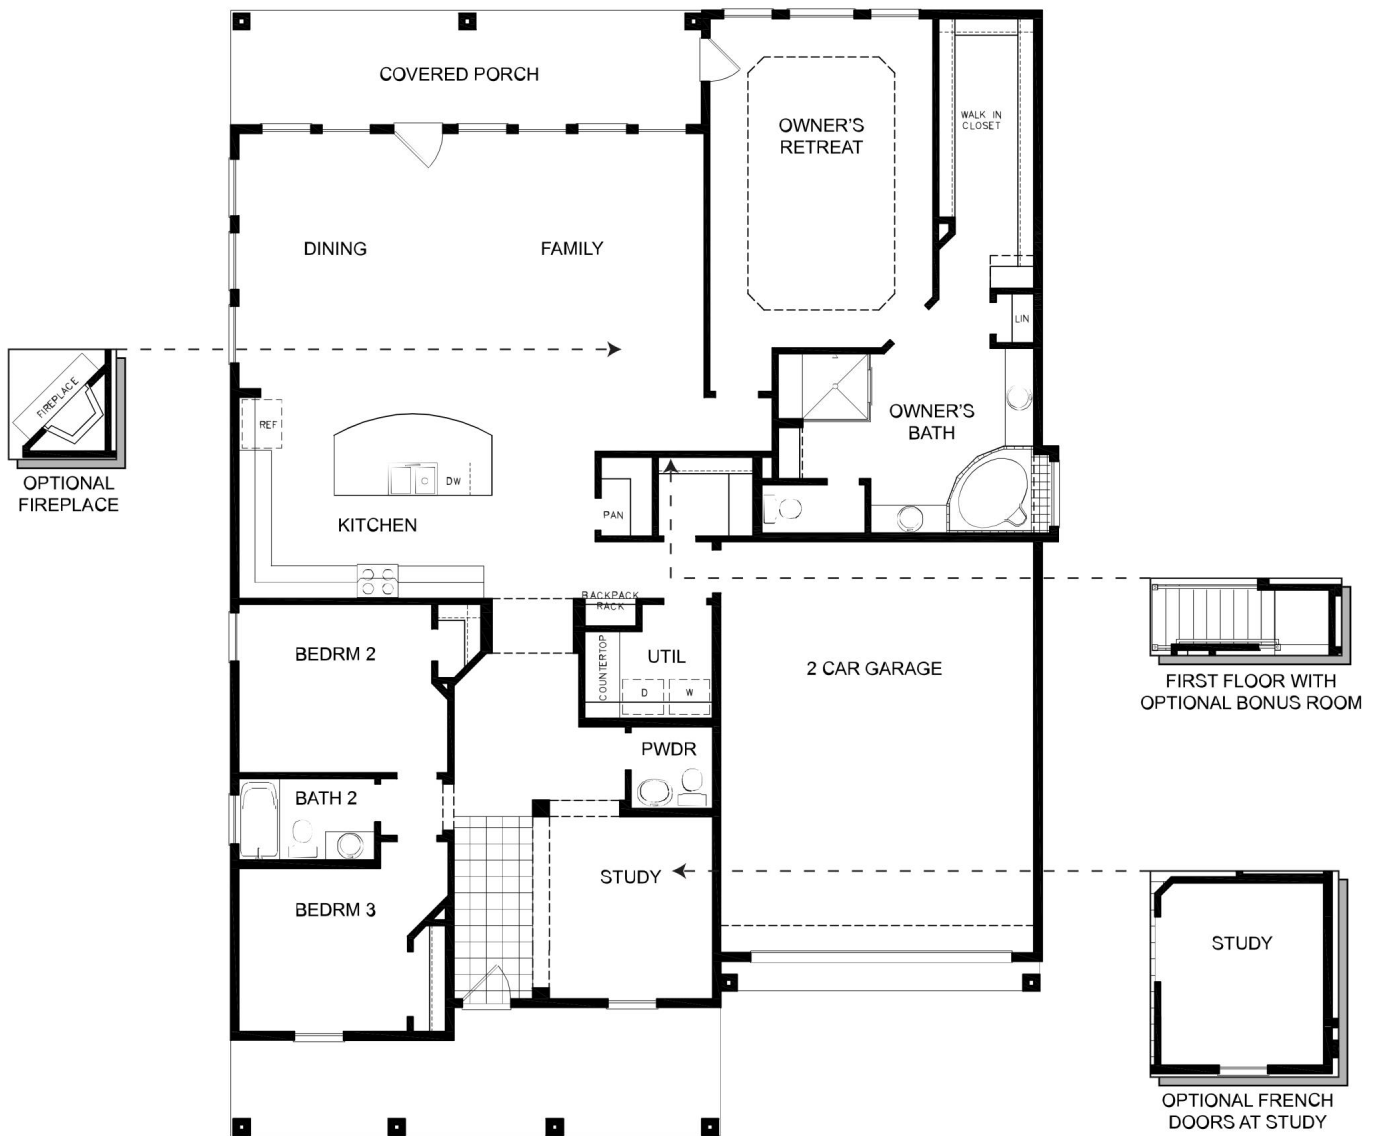 COVERED PORCH
OWNER'S
RETREAT
WALK IN
CLOSET
DINING
FAMILY
LIN
FIREPLACE
REF
OWNER'S
BATH
OPTIONAL
FIREPLACE
DW
KITCHEN
PAN
BACKPACK
RACK
COUNTERTOP
UTIL
D
W
BEDRM 2
2 CAR GARAGE
FIRST FLOOR WITH
OPTIONAL BONUS ROOM
PWDR
BATH 2
STUDY
BEDRM 3
STUDY
OPTIONAL FRENCH
DOORS AT STUDY